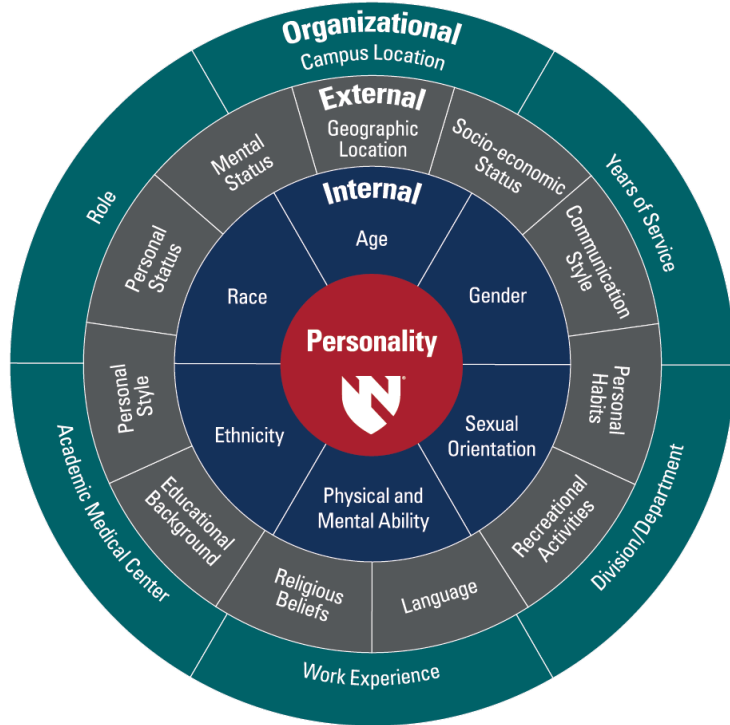 Organizational
Campus Location
Years of Service
Division/Department
Work Experience
Academic Medical Center
Role
External
Geographic
Location
Socio-economic
Status
Communication
Style
Personal
Habits
Recreational
Activities
Language
Religious
Beliefs
Educational
Background
Personal
Style
Personal
Status
Mental
Status
Internal
Age
Gender
Sexual
Orientation
Physical and
Mental Ability
Ethnicity
Race
Personality
N